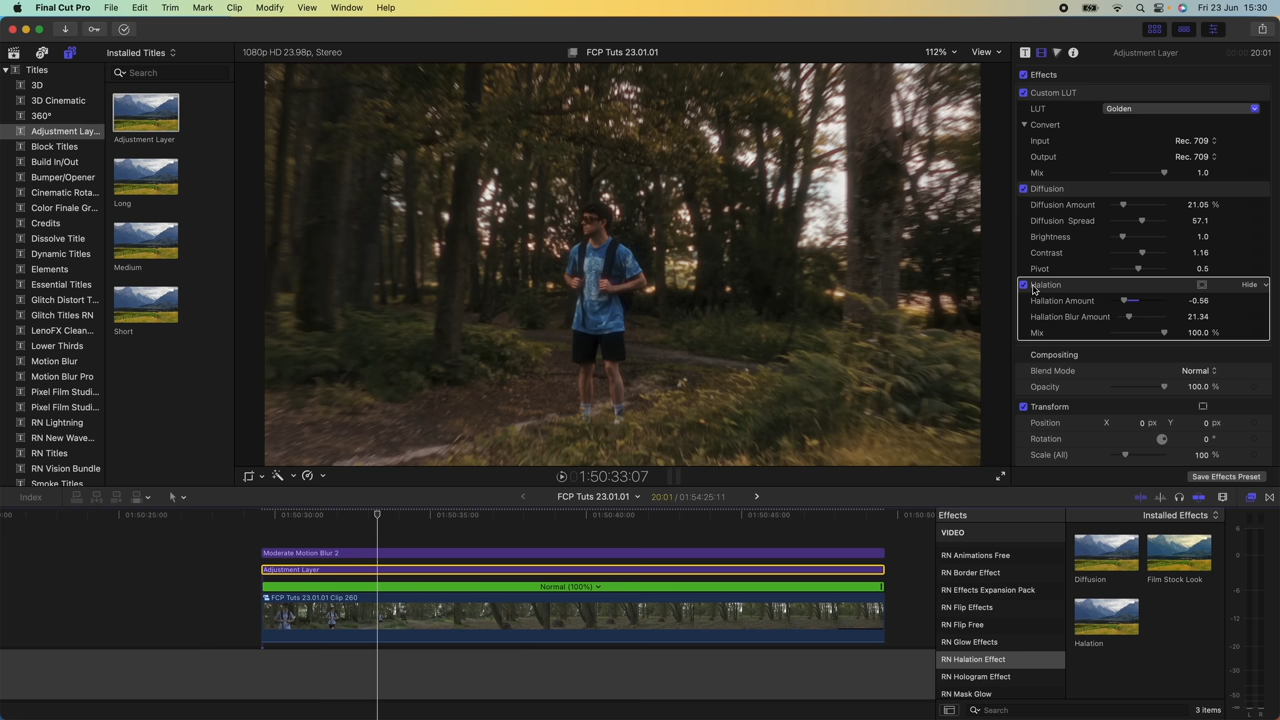 Final Cut Pro File Edit Trim Mark Clip Modify View Window Help Fri 23 Jun 15:30
Installed Titles
1080p HD 23.98p, Stereo
FCP Tuts 23.01.01
112%
View
Adjustment Layer
00:00 20:01
Titles
3D
3D Cinematic
360°
Adjustment Lay...
Block Titles
Build In/Out
Bumper/Opener
Cinematic Rota...
Color Finale Gr...
Credits
Dissolve Title
Dynamic Titles
Elements
Essential Titles
Glitch Distort T...
Glitch Titles RN
LenoFX Clean...
Lower Thirds
Motion Blur
Motion Blur Pro
Pixel Film Studi...
Pixel Film Studi...
RN Lightning
RN New Wave...
RN Titles
RN Vision Bundle
Smoke Titles
Search
Adjustment Layer
Long
Medium
Short
Effects
Custom LUT
LUT Golden
Convert
Input Rec. 709
Output Rec. 709
Mix 1.0
Diffusion
Diffusion Amount 21.05 %
Diffusion Spread 57.1
Brightness 1.0
Contrast 1.16
Pivot 0.5
Halation Hide
Hallation Amount -0.56
Hallation Blur Amount 21.34
Mix 100.0 %
Compositing
Blend Mode Normal
Opacity 100.0 %
Transform
Position X 0 px Y 0 px
Rotation 0 °
Scale (All) 100 %
Save Effects Preset
1:50:33:07
Index
FCP Tuts 23.01.01
20:01 / 01:54:25:11
:00 01:50:25:00 01:50:30:00 01:50:35:00 01:50:40:00 01:50:45:00 01:50:50
Moderate Motion Blur 2
Adjustment Layer
Normal (100%)
FCP Tuts 23.01.01 Clip 260
Effects
Installed Effects
VIDEO
RN Animations Free
RN Border Effect
RN Effects Expansion Pack
RN Flip Effects
RN Flip Free
RN Glow Effects
RN Halation Effect
RN Hologram Effect
RN Mask Glow
Diffusion
Film Stock Look
Halation
Search
3 items
6
0
-6
-12
-20
-30
-50
-∞
L R